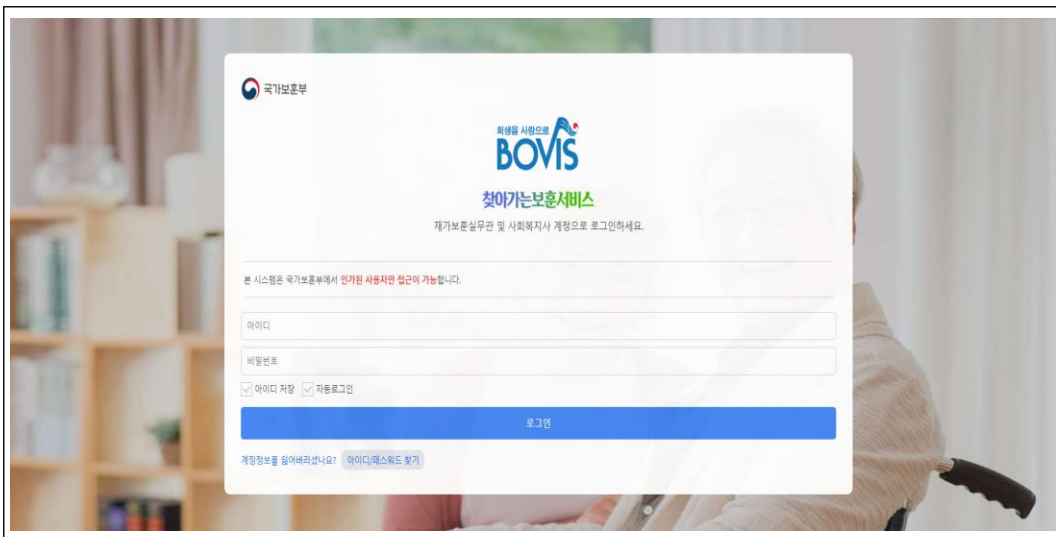 국가보훈부
희생을 사랑으로
BOVIS
찾아가는보훈서비스
재가보훈실무관 및 사회복지사 계정으로 로그인하세요.
본 시스템은 국가보훈부에서 인가된 사용자만 접근이 가능합니다.
아이디
비밀번호
아이디 저장 자동로그인
로그인
계정정보를 잃어버리셨나요? 아이디/패스워드 찾기